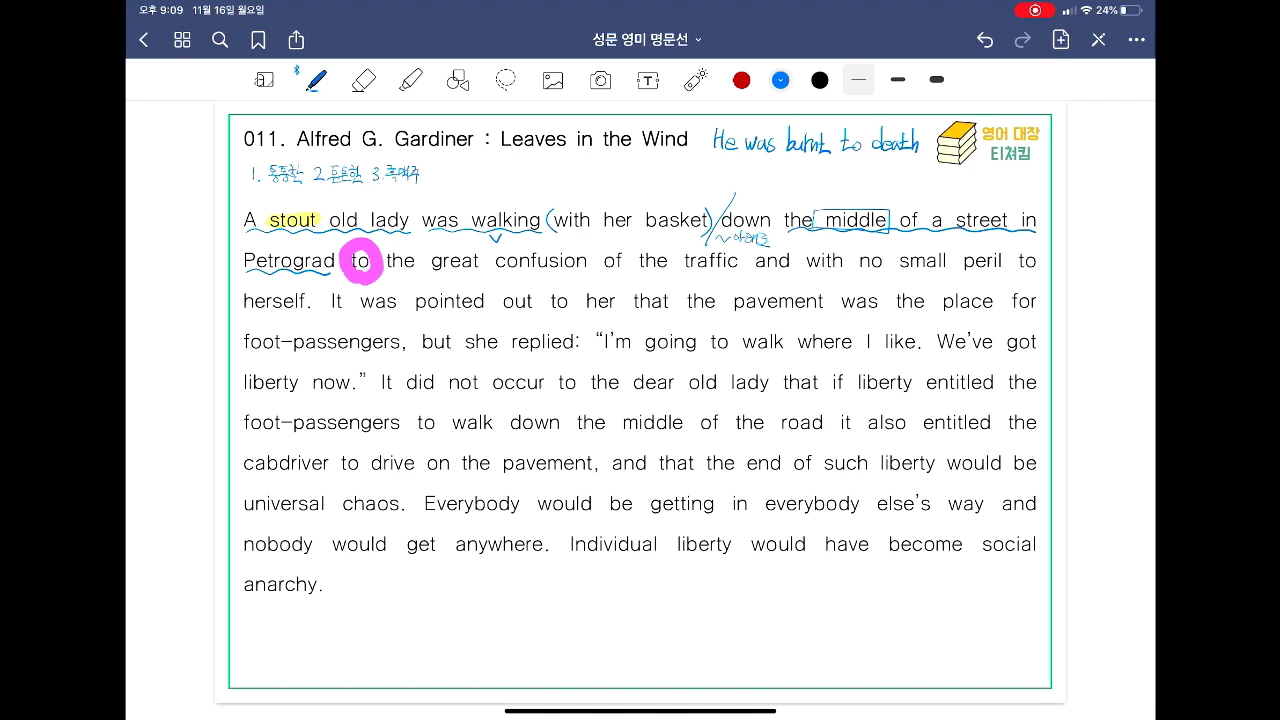 오후 9:09 11월 16일 월요일
24%
성문 영미 명문선
T
011. Alfred G. Gardiner : Leaves in the Wind
He was burnt to death
영어 대장
티쳐킴
1. 통통한 2. 튼튼한 3. 흑맥주
A stout old lady was walking (with her basket) down the middle of a street in
V
~아래로
Petrograd to the great confusion of the traffic and with no small peril to
herself. It was pointed out to her that the pavement was the place for
foot-passengers, but she replied: “I'm going to walk where I like. We've got
liberty now.” It did not occur to the dear old lady that if liberty entitled the
foot-passengers to walk down the middle of the road it also entitled the
cabdriver to drive on the pavement, and that the end of such liberty would be
universal chaos. Everybody would be getting in everybody else's way and
nobody would get anywhere. Individual liberty would have become social
anarchy.